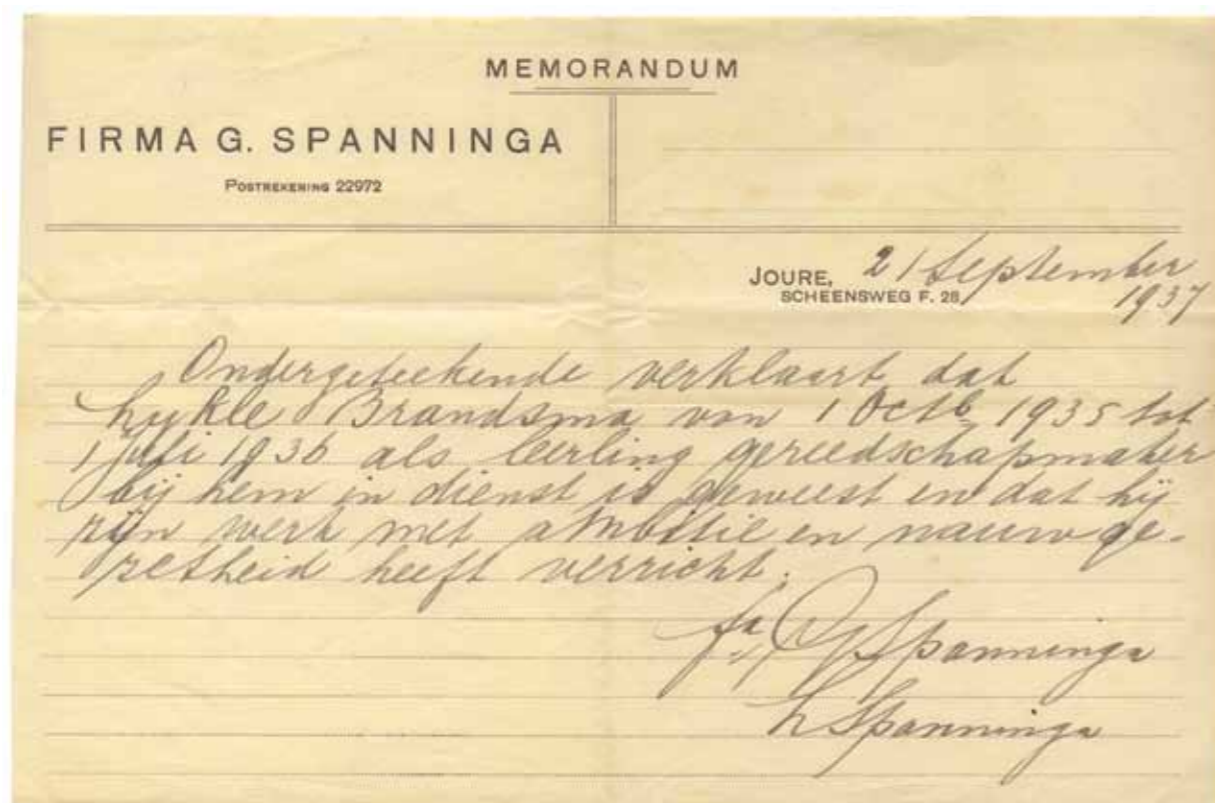 MEMORANDUM
FIRMA G. SPANNINGA
POSTREKENING 22972
JOURE, 21 September
SCHEENSWEG F. 28, 1937
Ondergeteekende verklaart dat
Lykle Brandsma van 1 Octb 1935 tot
1 Juli 1936 als leerling gereedschapmaker
bij hem in dienst is geweest en dat hij
zijn werk met ambitie en nauwge-
zetheid heeft verricht.
fa. G Spanninga
L Spanninga